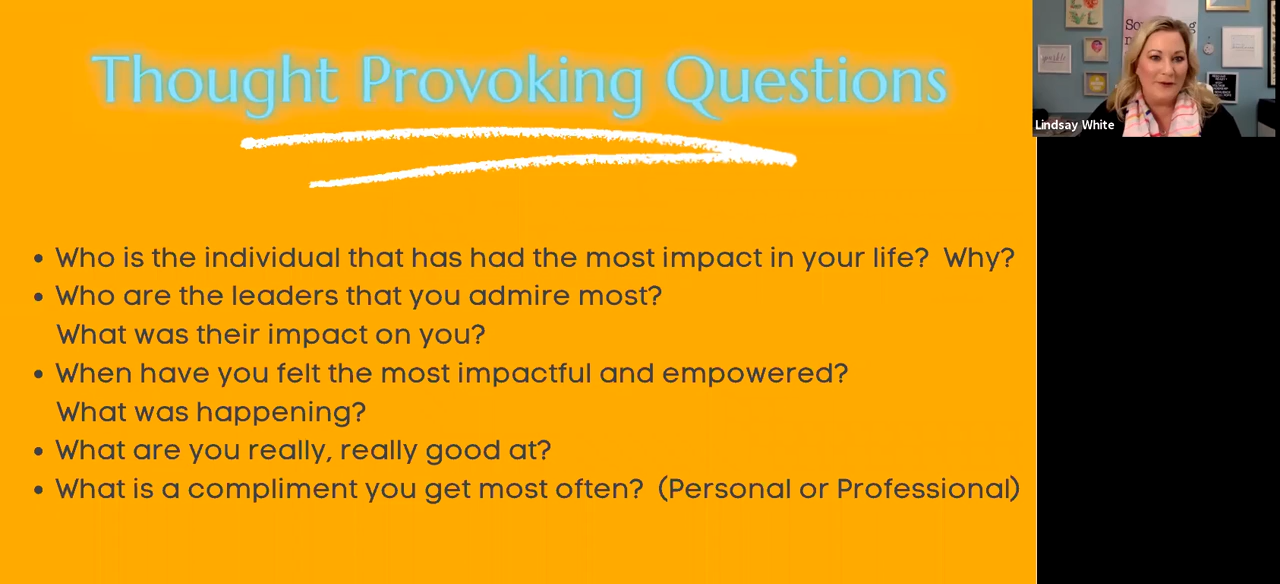 Thought Provoking Questions
• Who is the individual that has had the most impact in your life?  Why?
• Who are the leaders that you admire most?
What was their impact on you?
• When have you felt the most impactful and empowered?
What was happening?
• What are you really, really good at?
• What is a compliment you get most often?  (Personal or Professional)
Lindsay White